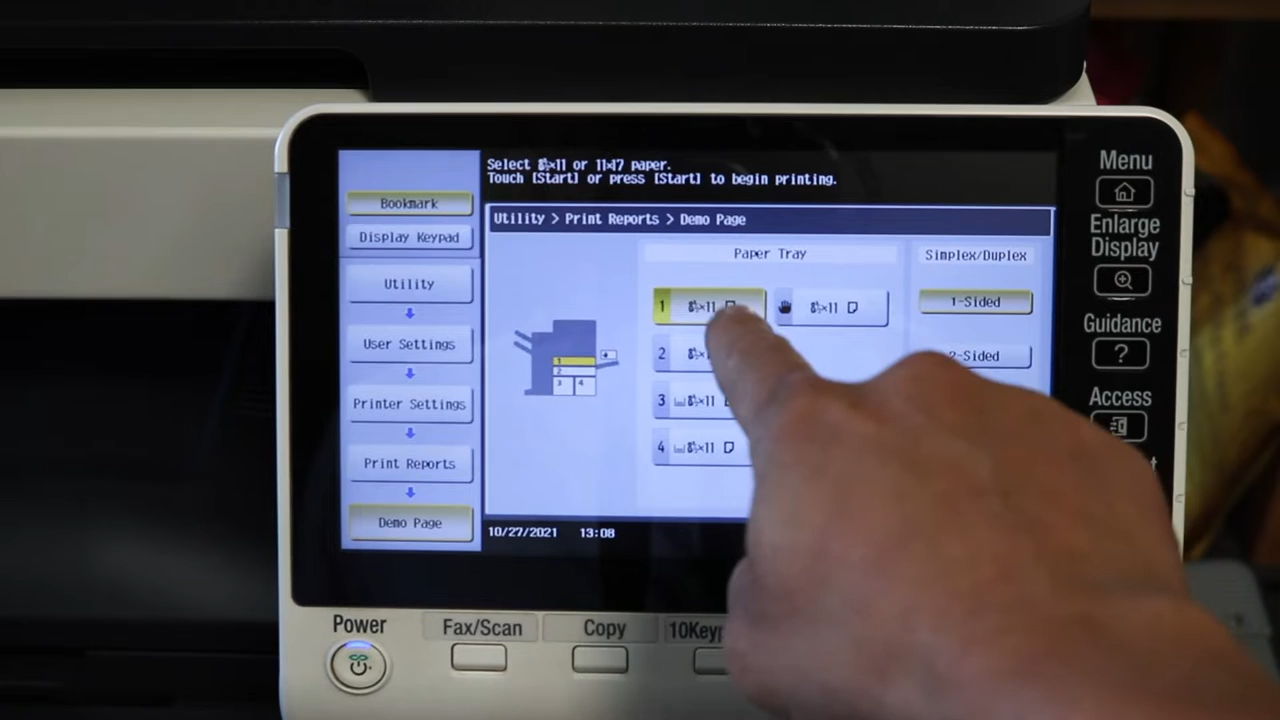 Select 8½×11 or 11×17 paper.
Touch [Start] or press [Start] to begin printing.
Bookmark
Display Keypad
Utility
User Settings
Printer Settings
Print Reports
Demo Page
Utility > Print Reports > Demo Page
Paper Tray
Simplex/Duplex
1 8½×11
8½×11
1-Sided
2
-Sided
3 8½×11
4 8½×11
1
2
3 4
10/27/2021 13:08
Menu
Enlarge
Display
Guidance
?
Access
Power
Fax/Scan
Copy